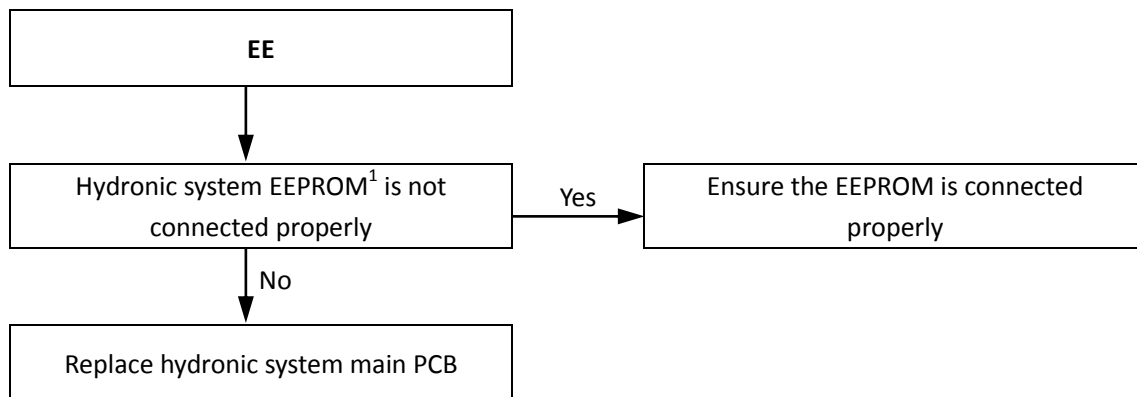 EE
Hydronic system EEPROM¹ is not
connected properly
Yes
Ensure the EEPROM is connected
properly
No
Replace hydronic system main PCB